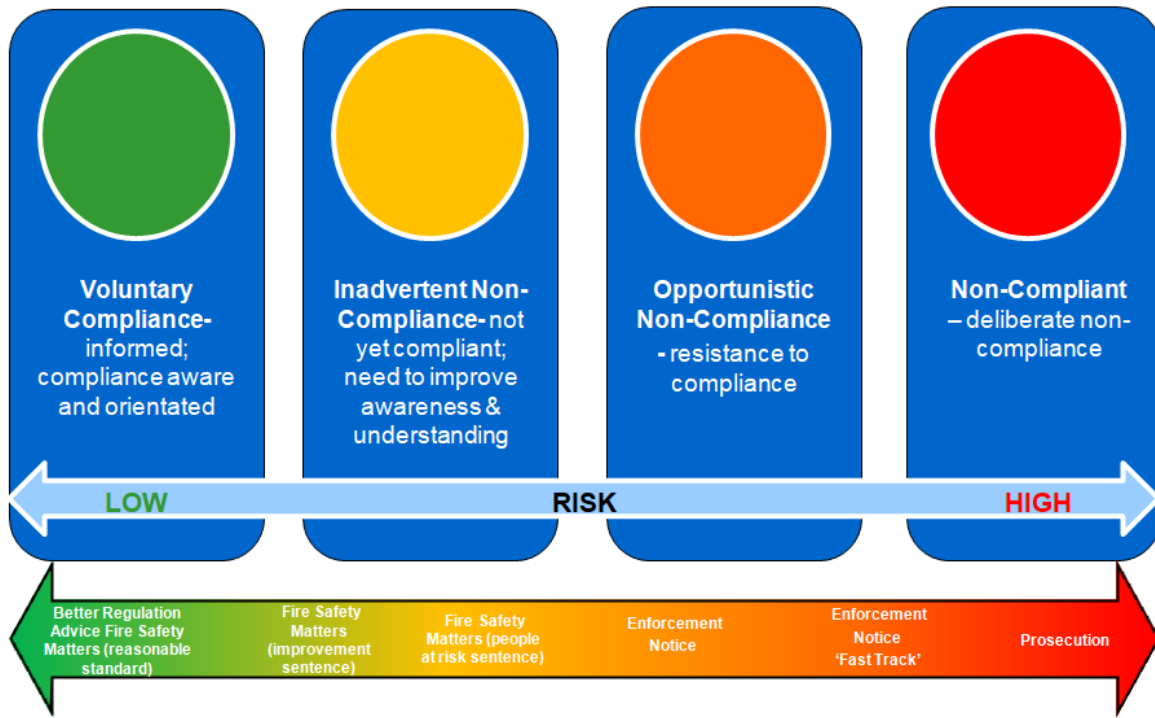 Voluntary
Compliance-
informed;
compliance aware
and orientated
Inadvertent Non-
Compliance- not
yet compliant;
need to improve
awareness &
understanding
Opportunistic
Non-Compliance
- resistance to
compliance
Non-Compliant
– deliberate non-
compliance
LOW
RISK
HIGH
Better Regulation
Advice Fire Safety
Matters (reasonable
standard)
Fire Safety
Matters
(improvement
sentence)
Fire Safety
Matters (people
at risk sentence)
Enforcement
Notice
Enforcement
Notice
‘Fast Track’
Prosecution